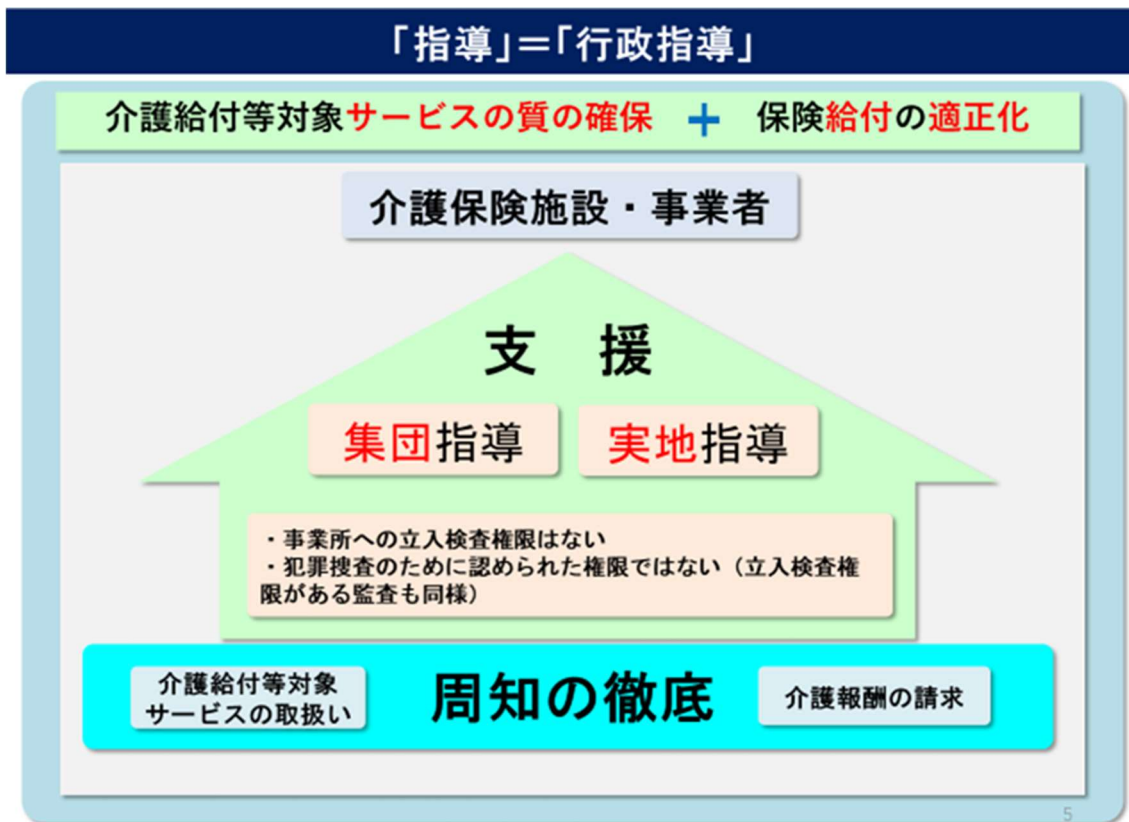 「指導」＝「行政指導」
介護給付等対象サービスの質の確保 ＋ 保険給付の適正化
介護保険施設・事業者
支 援
集団指導 実地指導
・事業所への立入検査権限はない
・犯罪捜査のために認められた権限ではない（立入検査権
限がある監査も同様）
介護給付等対象
サービスの取扱い
周知の徹底
介護報酬の請求
5